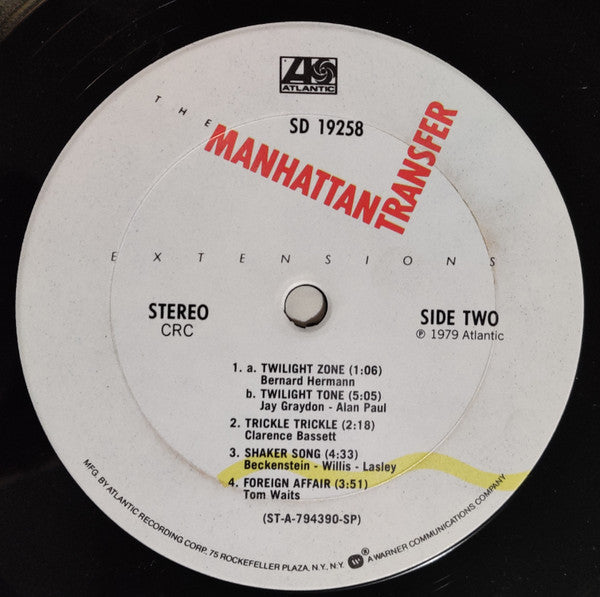 ATLANTIC
SD 19258
THE
MANHATTAN
TRANSFER
EXTENSIONS
STEREO
CRC
SIDE TWO
℗ 1979 Atlantic
1. a. TWILIGHT ZONE (1:06)
Bernard Hermann
b. TWILIGHT TONE (5:05)
Jay Graydon - Alan Paul
2. TRICKLE TRICKLE (2:18)
Clarence Bassett
3. SHAKER SONG (4:33)
Beckenstein - Willis - Lasley
4. FOREIGN AFFAIR (3:51)
Tom Waits
(ST-A-794390-SP)
MFG. BY ATLANTIC RECORDING CORP. 75 ROCKEFELLER PLAZA, N.Y., N.Y. ® A WARNER COMMUNICATIONS COMPANY